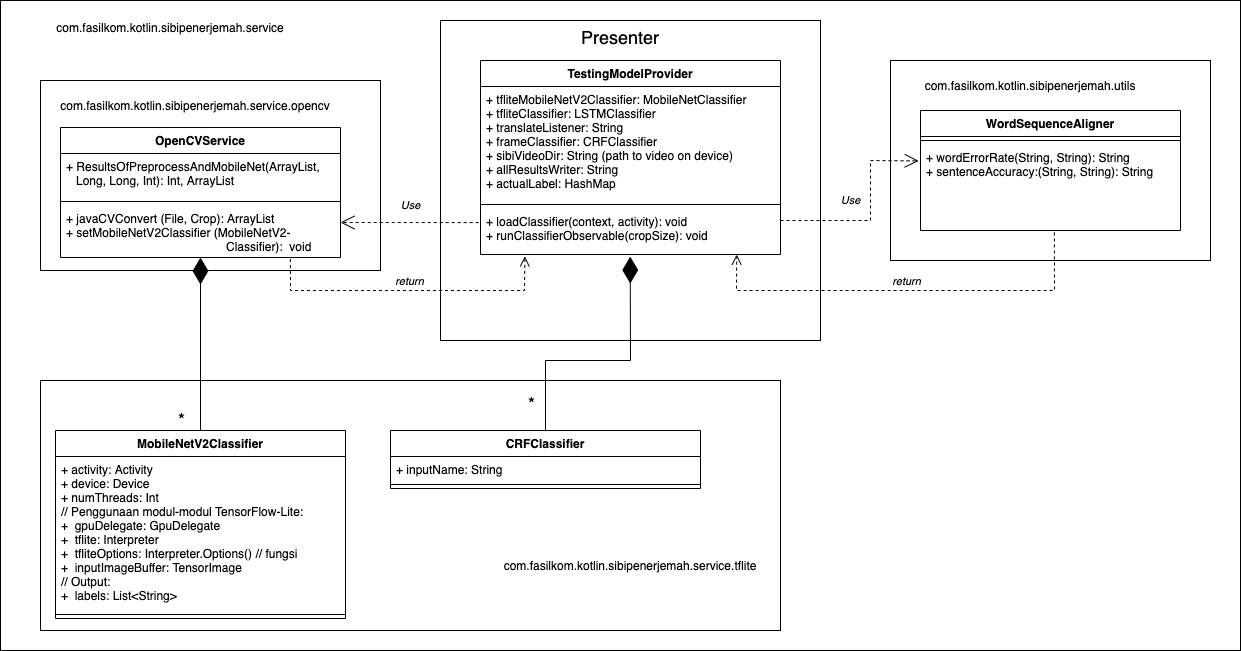 com.fasilkom.kotlin.sibipenerjemah.service
Presenter
com.fasilkom.kotlin.sibipenerjemah.service.opencv
OpenCVService
+ ResultsOfPreprocessAndMobileNet(ArrayList,
Long, Long, Int): Int, ArrayList
+ javaCVConvert (File, Crop): ArrayList
+ setMobileNetV2Classifier (MobileNetV2-
Classifier): void
TestingModelProvider
+ tfliteMobileNetV2Classifier: MobileNetClassifier
+ tfliteClassifier: LSTMClassifier
+ translateListener: String
+ frameClassifier: CRFClassifier
+ sibiVideoDir: String (path to video on device)
+ allResultsWriter: String
+ actualLabel: HashMap
+ loadClassifier(context, activity): void
+ runClassifierObservable(cropSize): void
com.fasilkom.kotlin.sibipenerjemah.utils
WordSequenceAligner
+ wordErrorRate(String, String): String
+ sentenceAccuracy:(String, String): String
Use
Use
return
return
*
*
MobileNetV2Classifier
+ activity: Activity
+ device: Device
+ numThreads: Int
// Penggunaan modul-modul TensorFlow-Lite:
+ gpuDelegate: GpuDelegate
+ tflite: Interpreter
+ tfliteOptions: Interpreter.Options() // fungsi
+ inputImageBuffer: TensorImage
// Output:
+ labels: List<String>
CRFClassifier
+ inputName: String
com.fasilkom.kotlin.sibipenerjemah.service.tflite